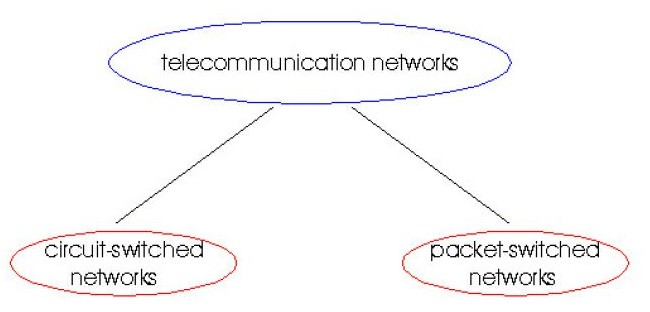 telecommunication networks
circuit-switched
networks
packet-switched
networks